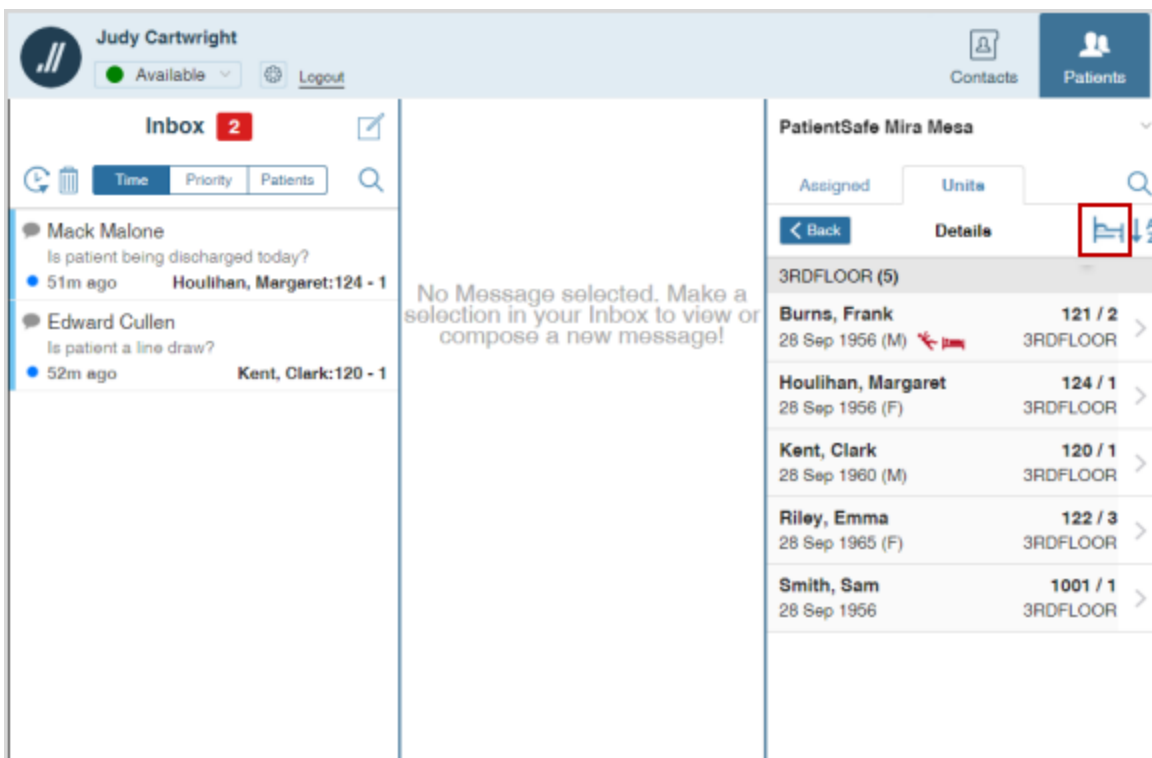 Judy Cartwright
Available
Logout
Contacts
Patients
Inbox 2
Time Priority Patients
Mack Malone
Is patient being discharged today?
51m ago Houlihan, Margaret:124 - 1
Edward Cullen
Is patient a line draw?
52m ago Kent, Clark:120 - 1
No Message selected. Make a
selection in your Inbox to view or
compose a new message!
PatientSafe Mira Mesa
Assigned Units
Back Details
3RDFLOOR (5)
Burns, Frank 121 / 2
28 Sep 1956 (M) 3RDFLOOR
Houlihan, Margaret 124 / 1
28 Sep 1956 (F) 3RDFLOOR
Kent, Clark 120 / 1
28 Sep 1960 (M) 3RDFLOOR
Riley, Emma 122 / 3
28 Sep 1965 (F) 3RDFLOOR
Smith, Sam 1001 / 1
28 Sep 1956 3RDFLOOR